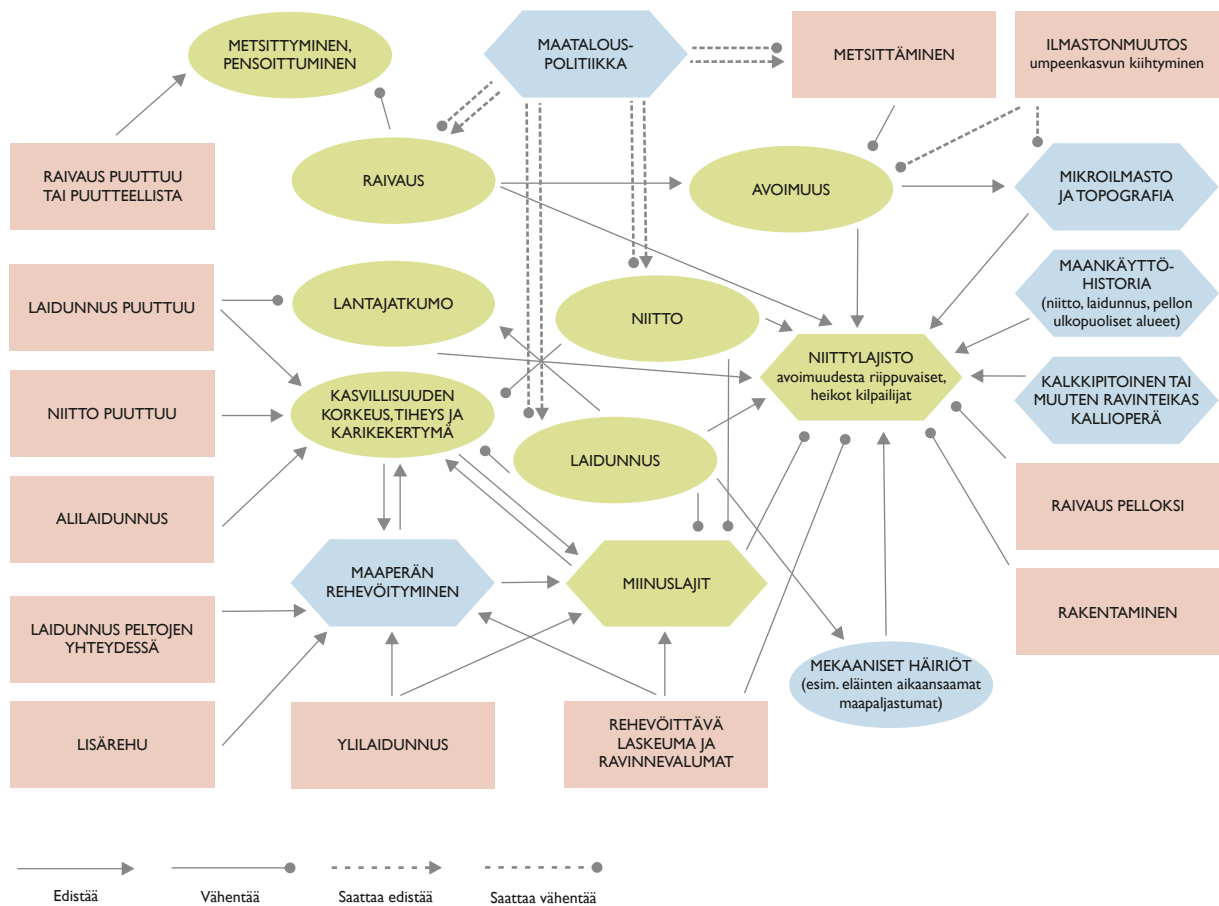 METSITTYMINEN,
PENSOITTUMINEN
MAATALOUS-
POLITIIKKA
METSITTÄMINEN
ILMASTONMUUTOS
umpeenkasvun kiihtyminen
RAIVAUS PUUTTUU
TAI PUUTTEELLISTA
RAIVAUS
AVOIMUUS
MIKROILMASTO
JA TOPOGRAFIA
LAIDUNNUS PUUTTUU
LANTAJATKUMO
NIITTO
MAANKÄYTTÖ-
HISTORIA
(niitto, laidunnus, pellon
ulkopuoliset alueet)
NIITTYLAJISTO
avoimuudesta riippuvaiset,
heikot kilpailijat
KALKKIPITOINEN TAI
MUUTEN RAVINTEIKAS
KALLIOPERÄ
NIITTO PUUTTUU
KASVILLISUUDEN
KORKEUS, TIHEYS JA
KARIKEKERTYMÄ
LAIDUNNUS
ALILAIDUNNUS
RAIVAUS PELLOKSI
MAAPERÄN
REHEVÖITYMINEN
MIINUSLAJIT
RAKENTAMINEN
LAIDUNNUS PELTOJEN
YHTEYDESSÄ
MEKAANISET HÄIRIÖT
(esim. eläinten aikaansaamat
maapaljastumat)
LISÄREHU
YLILAIDUNNUS
REHEVÖITTÄVÄ
LASKEUMA JA
RAVINNEVALUMAT
Edistää
Vähentää
Saattaa edistää
Saattaa vähentää